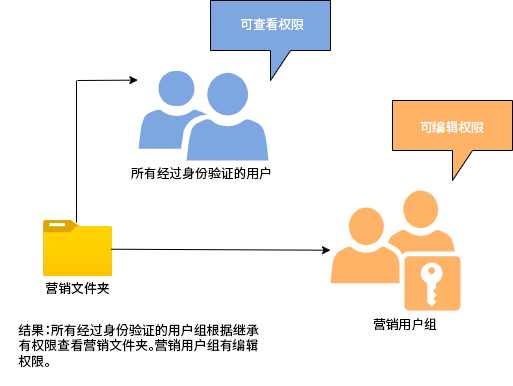 可查看权限
可编辑权限
所有经过身份验证的用户
营销文件夹
营销用户组
结果：所有经过身份验证的用户组根据继承
有权限查看营销文件夹。营销用户组有编辑
权限。